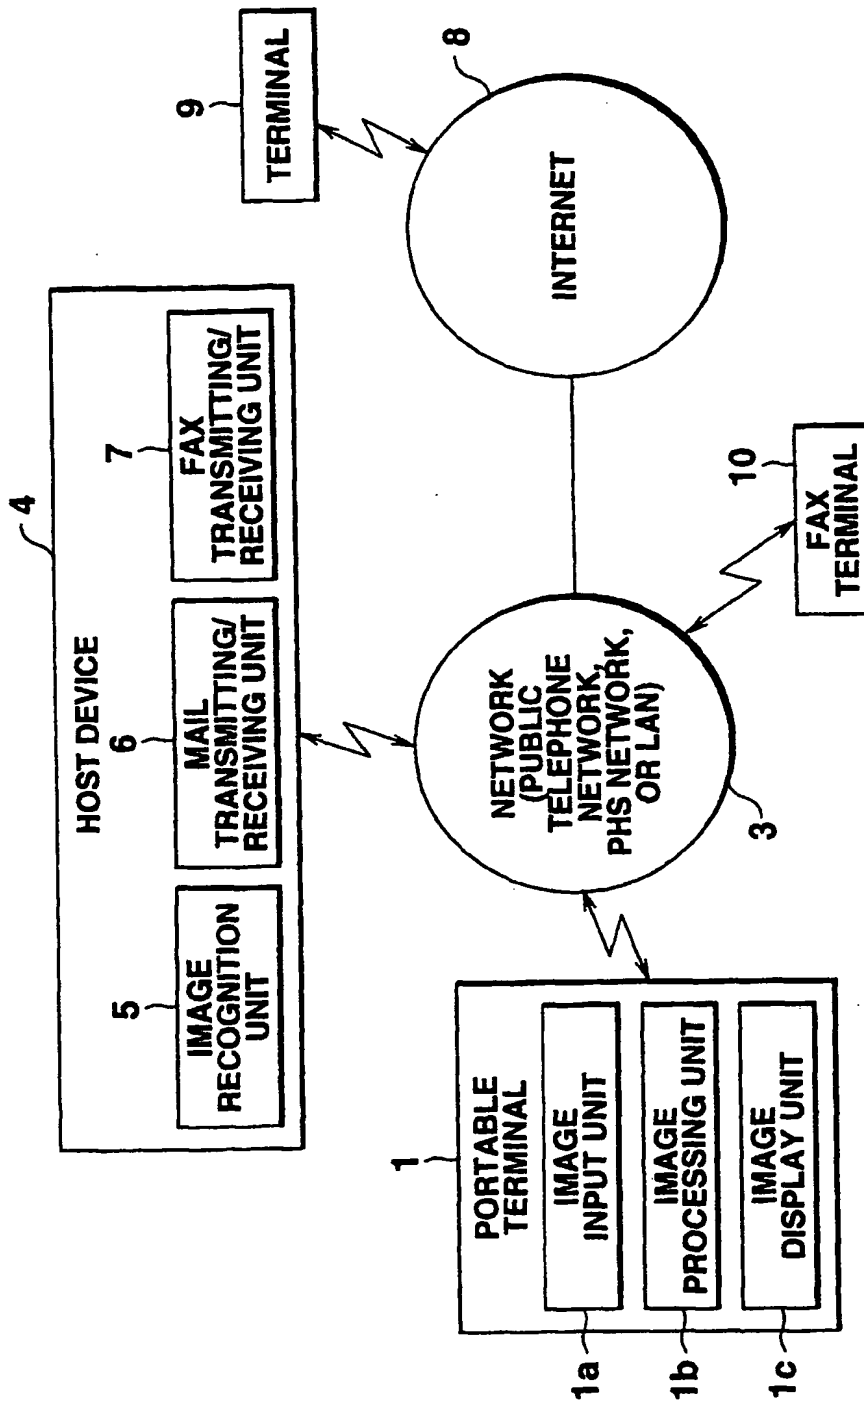 4
HOST DEVICE
5
IMAGE
RECOGNITION
UNIT
6
MAIL
TRANSMITTING/
RECEIVING UNIT
7
FAX
TRANSMITTING/
RECEIVING UNIT
9
TERMINAL
8
INTERNET
1
PORTABLE
TERMINAL
1a
IMAGE
INPUT UNIT
1b
IMAGE
PROCESSING UNIT
1c
IMAGE
DISPLAY UNIT
NETWORK
(PUBLIC
TELEPHONE
NETWORK,
PHS NETWORK,
OR LAN)
3
10
FAX
TERMINAL